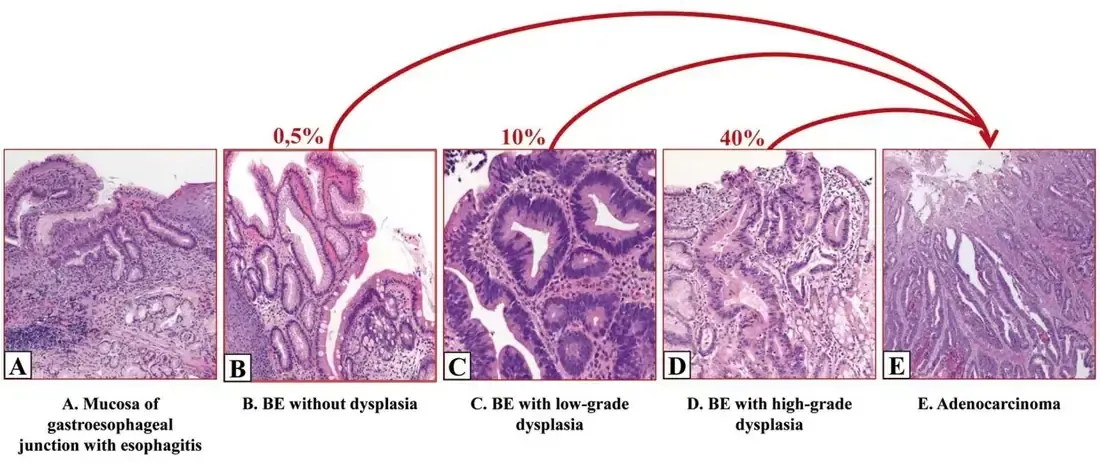 0,5%
10%
40%
A
B
C
D
E
A. Mucosa of
gastroesophageal
junction with esophagitis
B. BE without dysplasia
C. BE with low-grade
dysplasia
D. BE with high-grade
dysplasia
E. Adenocarcinoma